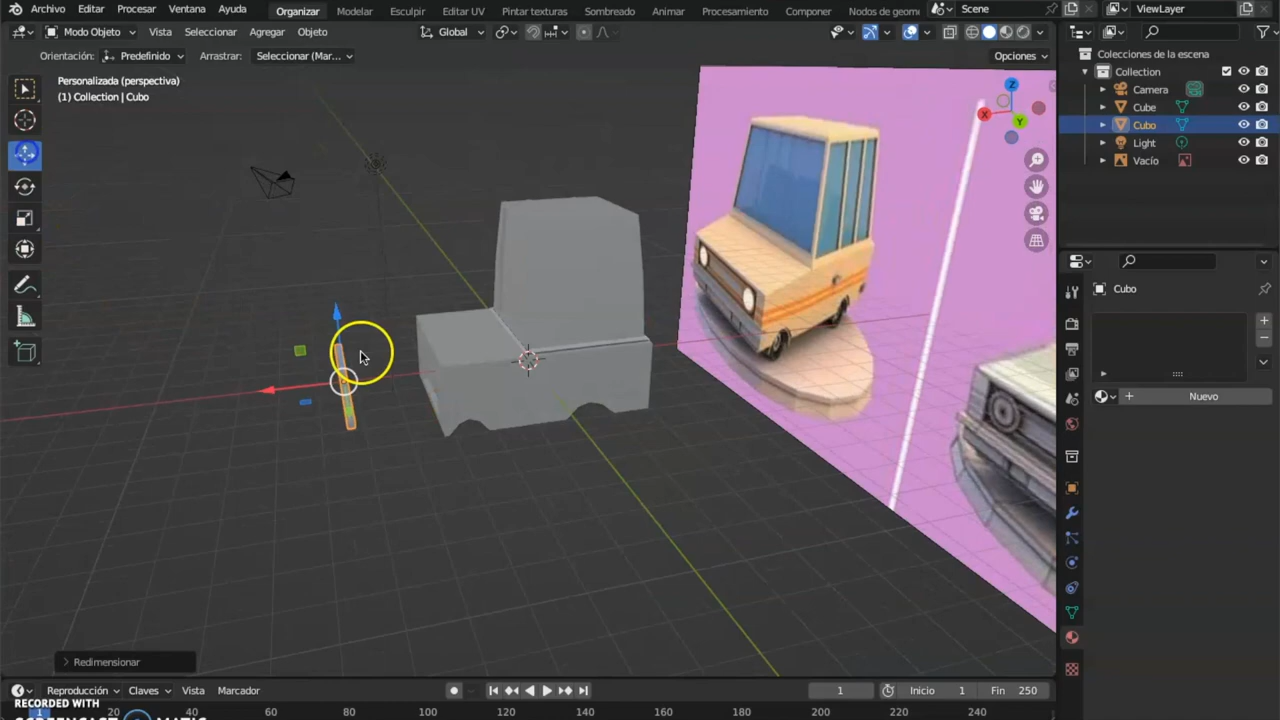 Archivo Editar Procesar Ventana Ayuda Organizar Modelar Esculpir Editar UV Pintar texturas Sombreado Animar Procesamiento Componer Nodos de geome Scene ViewLayer
Modo Objeto Vista Seleccionar Agregar Objeto Global
Orientación: Predefinido Arrastrar: Seleccionar (Mar... Opciones
Personalizada (perspectiva)
(1) Collection | Cubo
X Y Z
Colecciones de la escena
Collection
Camera
Cube
Cubo
Light
Vacío
Cubo
Nuevo
Redimensionar
Reproducción Claves Vista Marcador 1 Inicio 1 Fin 250
RECORDED WITH
1 20 40 60 80 100 120 140 160 180 200 220 240